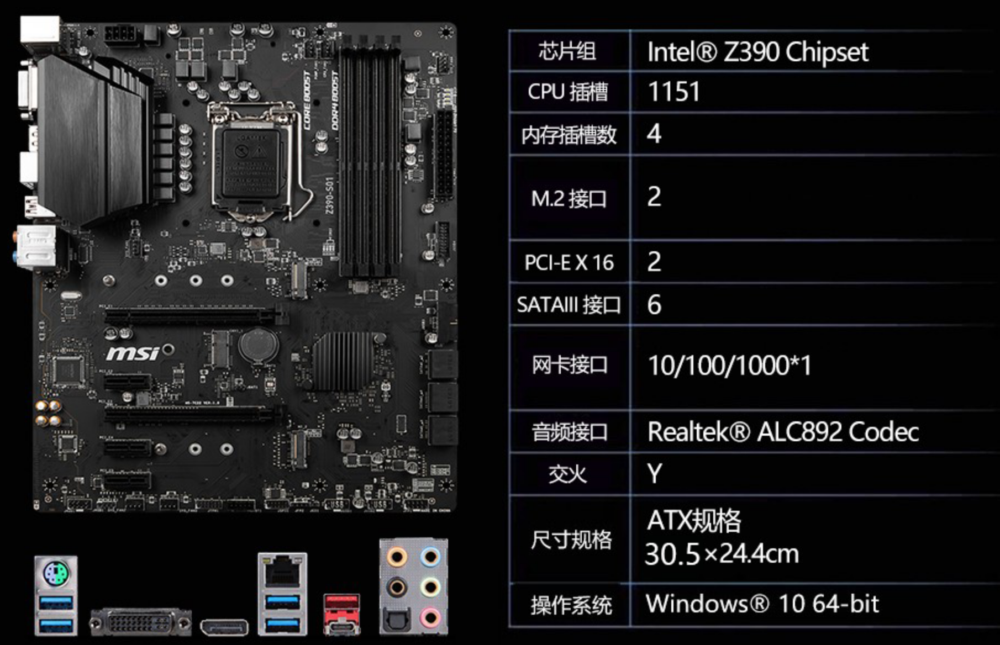 CORE BOOST
DDR4 BOOST
Z390-S01
msi
USB
USB
芯片组
Intel® Z390 Chipset
CPU 插槽
1151
内存插槽数
4
M.2 接口
2
PCI-E X 16
2
SATAIII 接口
6
网卡接口
10/100/1000*1
音频接口
Realtek® ALC892 Codec
交火
Y
尺寸规格
ATX规格
30.5×24.4cm
操作系统
Windows® 10 64-bit